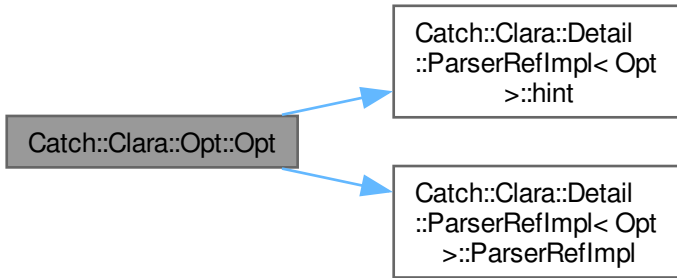 Catch::Clara::Opt::Opt
Catch::Clara::Detail
::ParserRefImpl< Opt
>::hint
Catch::Clara::Detail
::ParserRefImpl< Opt
>::ParserRefImpl